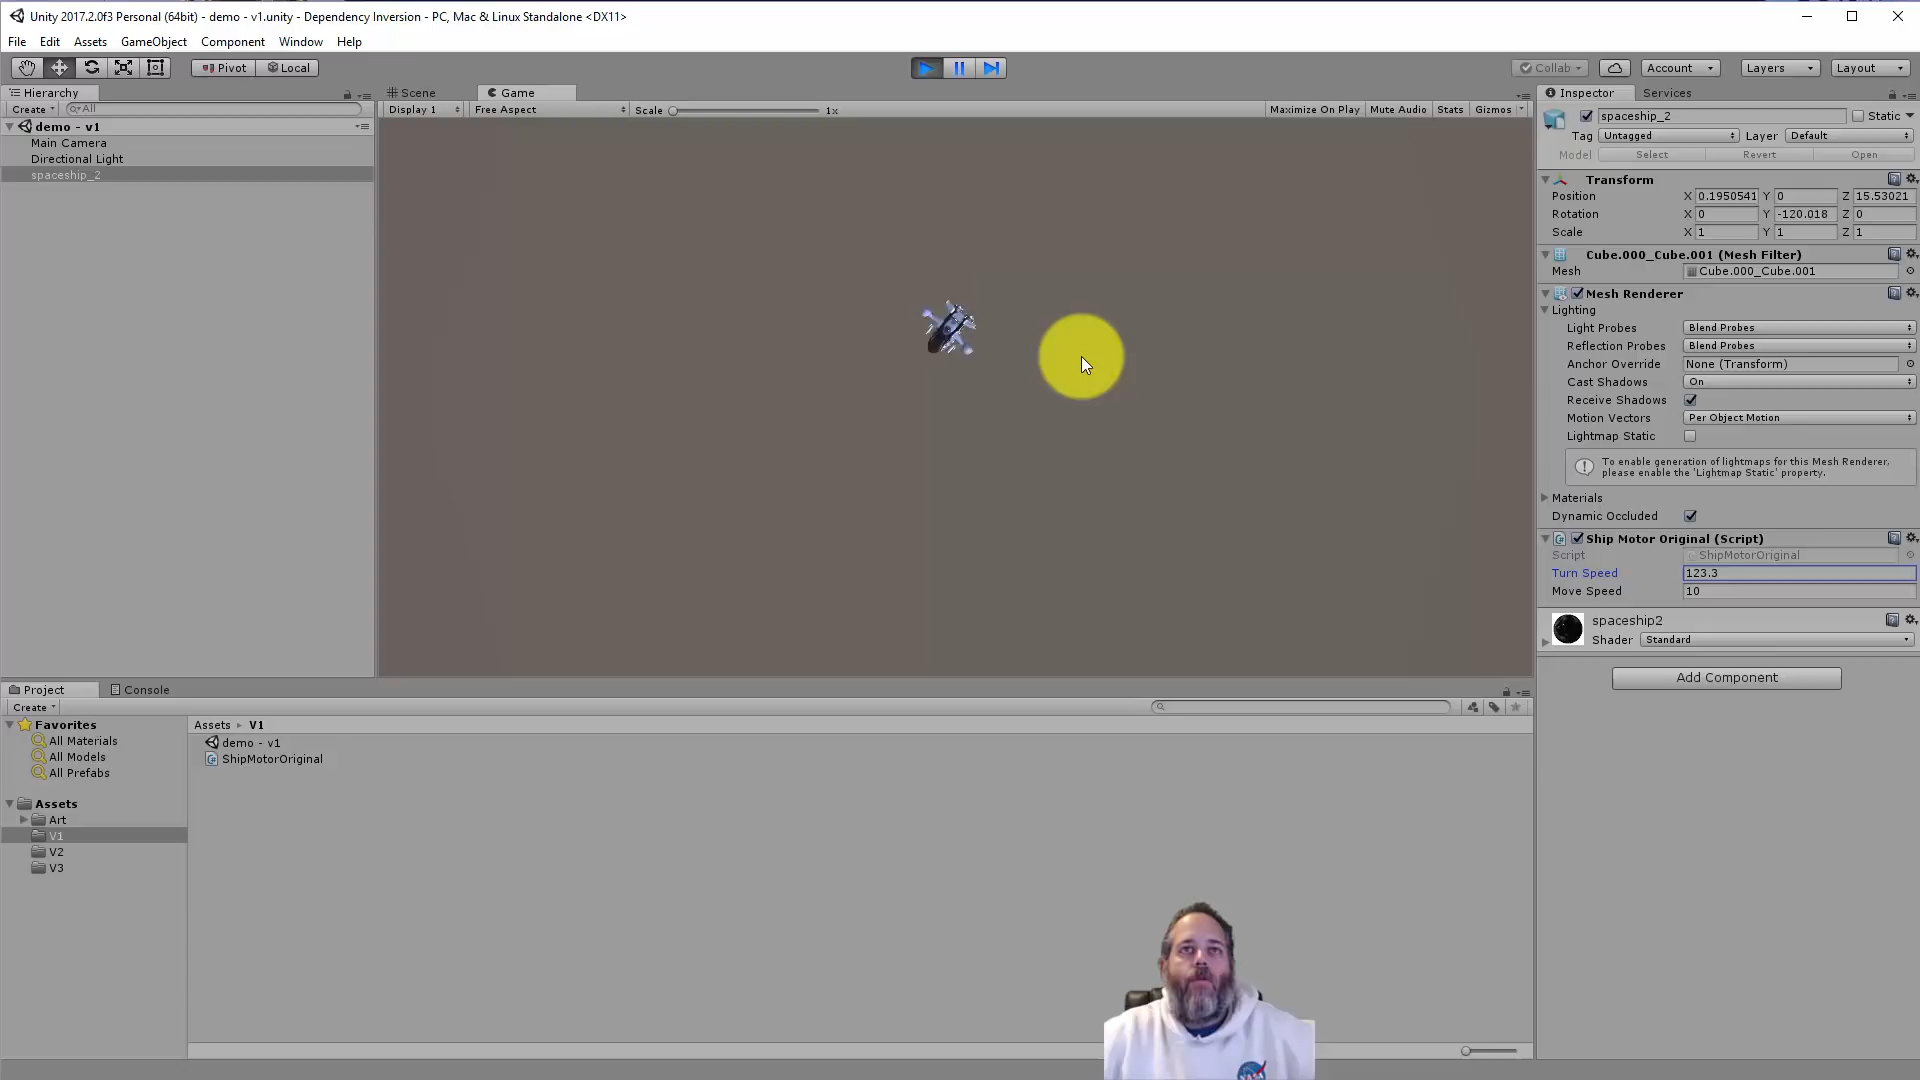 Unity 2017.2.0f3 Personal (64bit) - demo - v1.unity - Dependency Inversion - PC, Mac & Linux Standalone <DX11>
File Edit Assets GameObject Component Window Help
Pivot Local
Collab Account Layers Layout
Hierarchy
Create All
demo - v1
Main Camera
Directional Light
spaceship_2
Scene Game
Display 1 Free Aspect Scale 1x Maximize On Play Mute Audio Stats Gizmos
Inspector Services
spaceship_2 Static
Tag Untagged Layer Default
Model Select Revert Open
Transform
Position X 0.1950541 Y 0 Z 15.53021
Rotation X 0 Y -120.018 Z 0
Scale X 1 Y 1 Z 1
Cube.000_Cube.001 (Mesh Filter)
Mesh Cube.000_Cube.001
Mesh Renderer
Lighting
Light Probes Blend Probes
Reflection Probes Blend Probes
Anchor Override None (Transform)
Cast Shadows On
Receive Shadows
Motion Vectors Per Object Motion
Lightmap Static
To enable generation of lightmaps for this Mesh Renderer,
please enable the 'Lightmap Static' property.
Materials
Dynamic Occluded
Ship Motor Original (Script)
Script ShipMotorOriginal
Turn Speed 123.3
Move Speed 10
spaceship2
Shader Standard
Add Component
Project Console
Create
Favorites
All Materials
All Models
All Prefabs
Assets
Art
V1
V2
V3
Assets V1
demo - v1
ShipMotorOriginal
NASA